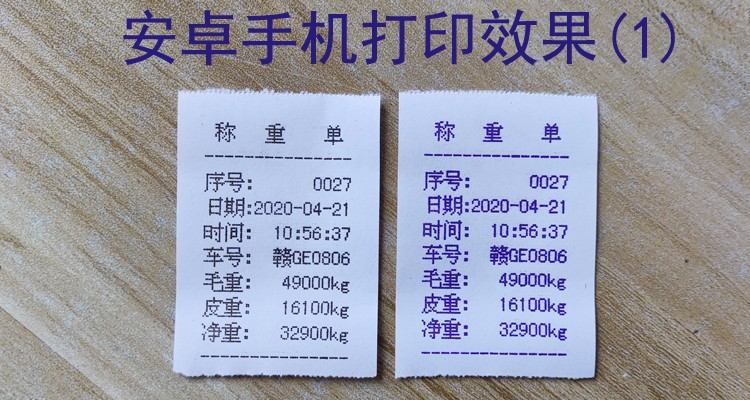 安卓手机打印效果(1)
称 重 单
----------------
序号: 0027
日期:2020-04-21
时间: 10:56:37
车号: 赣GE0806
毛重: 49000kg
皮重: 16100kg
净重: 32900kg
----------------
称 重 单
----------------
序号: 0027
日期:2020-04-21
时间: 10:56:37
车号: 赣GE0806
毛重: 49000kg
皮重: 16100kg
净重: 32900kg
----------------